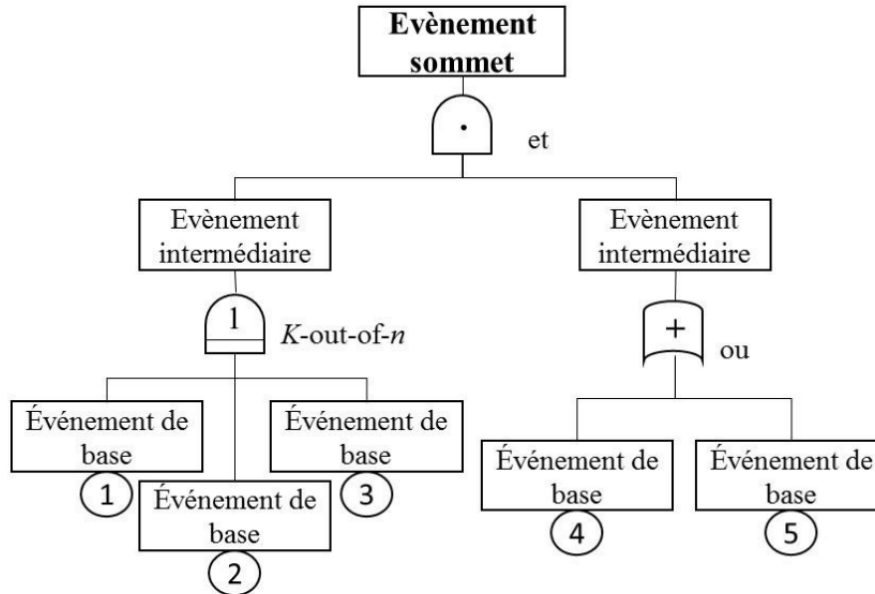 Evènement
sommet
.
et
Evènement
intermédiaire
Evènement
intermédiaire
1
K-out-of-n
+
ou
Événement de
base
1
Événement de
base
2
Événement de
base
3
Événement de
base
4
Événement de
base
5